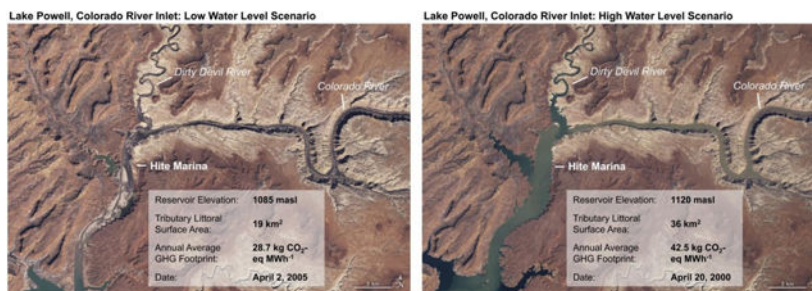 Lake Powell, Colorado River Inlet: Low Water Level Scenario
Dirty Devil River
Colorado River
Hite Marina
Reservoir Elevation: 1085 masl
Tributary Littoral
Surface Area: 19 km²
Annual Average
GHG Footprint: 28.7 kg CO₂-
eq MWh⁻¹
Date: April 2, 2005
Lake Powell, Colorado River Inlet: High Water Level Scenario
Dirty Devil River
Colorado River
Hite Marina
Reservoir Elevation: 1120 masl
Tributary Littoral
Surface Area: 36 km²
Annual Average
GHG Footprint: 42.5 kg CO₂-
eq MWh⁻¹
Date: April 20, 2000